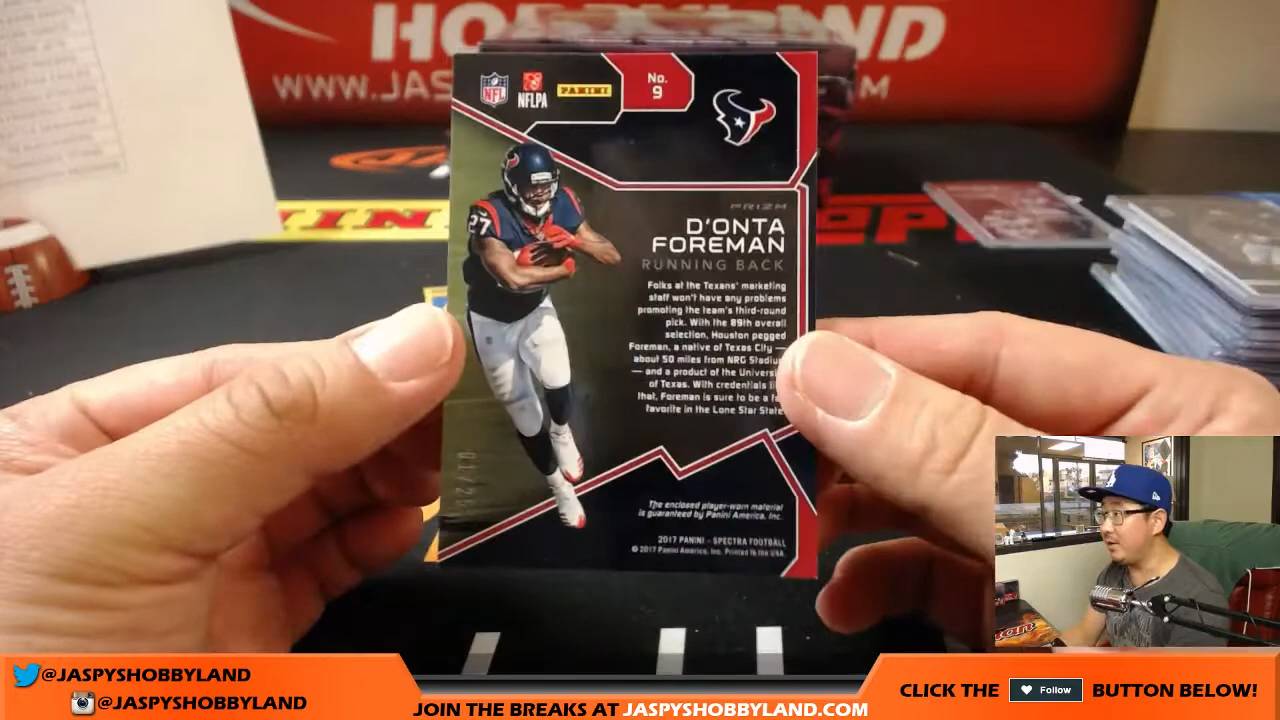 HOBBYLAND
WWW.JAS
M
NFL
NFLPA
PANINI
No.
9
27
PRIZM
D'ONTA
FOREMAN
RUNNING BACK
Folks at the Texans' marketing
staff won't have any problems
promoting the team's third-round
pick. With the 89th overall
selection, Houston pegged
Foreman, a native of Texas City —
about 50 miles from NRG Stadiu
— and a product of the Univers
of Texas. With credentials li
that, Foreman is sure to be a f
favorite in the Lone Star State
The enclosed player-worn material
is guaranteed by Panini America, Inc.
2017 PANINI - SPECTRA FOOTBALL
© 2017 Panini America, Inc. Printed in the USA.
@JASPYSHOBBYLAND
@JASPYSHOBBYLAND
JOIN THE BREAKS AT JASPYSHOBBYLAND.COM
CLICK THE Follow BUTTON BELOW!